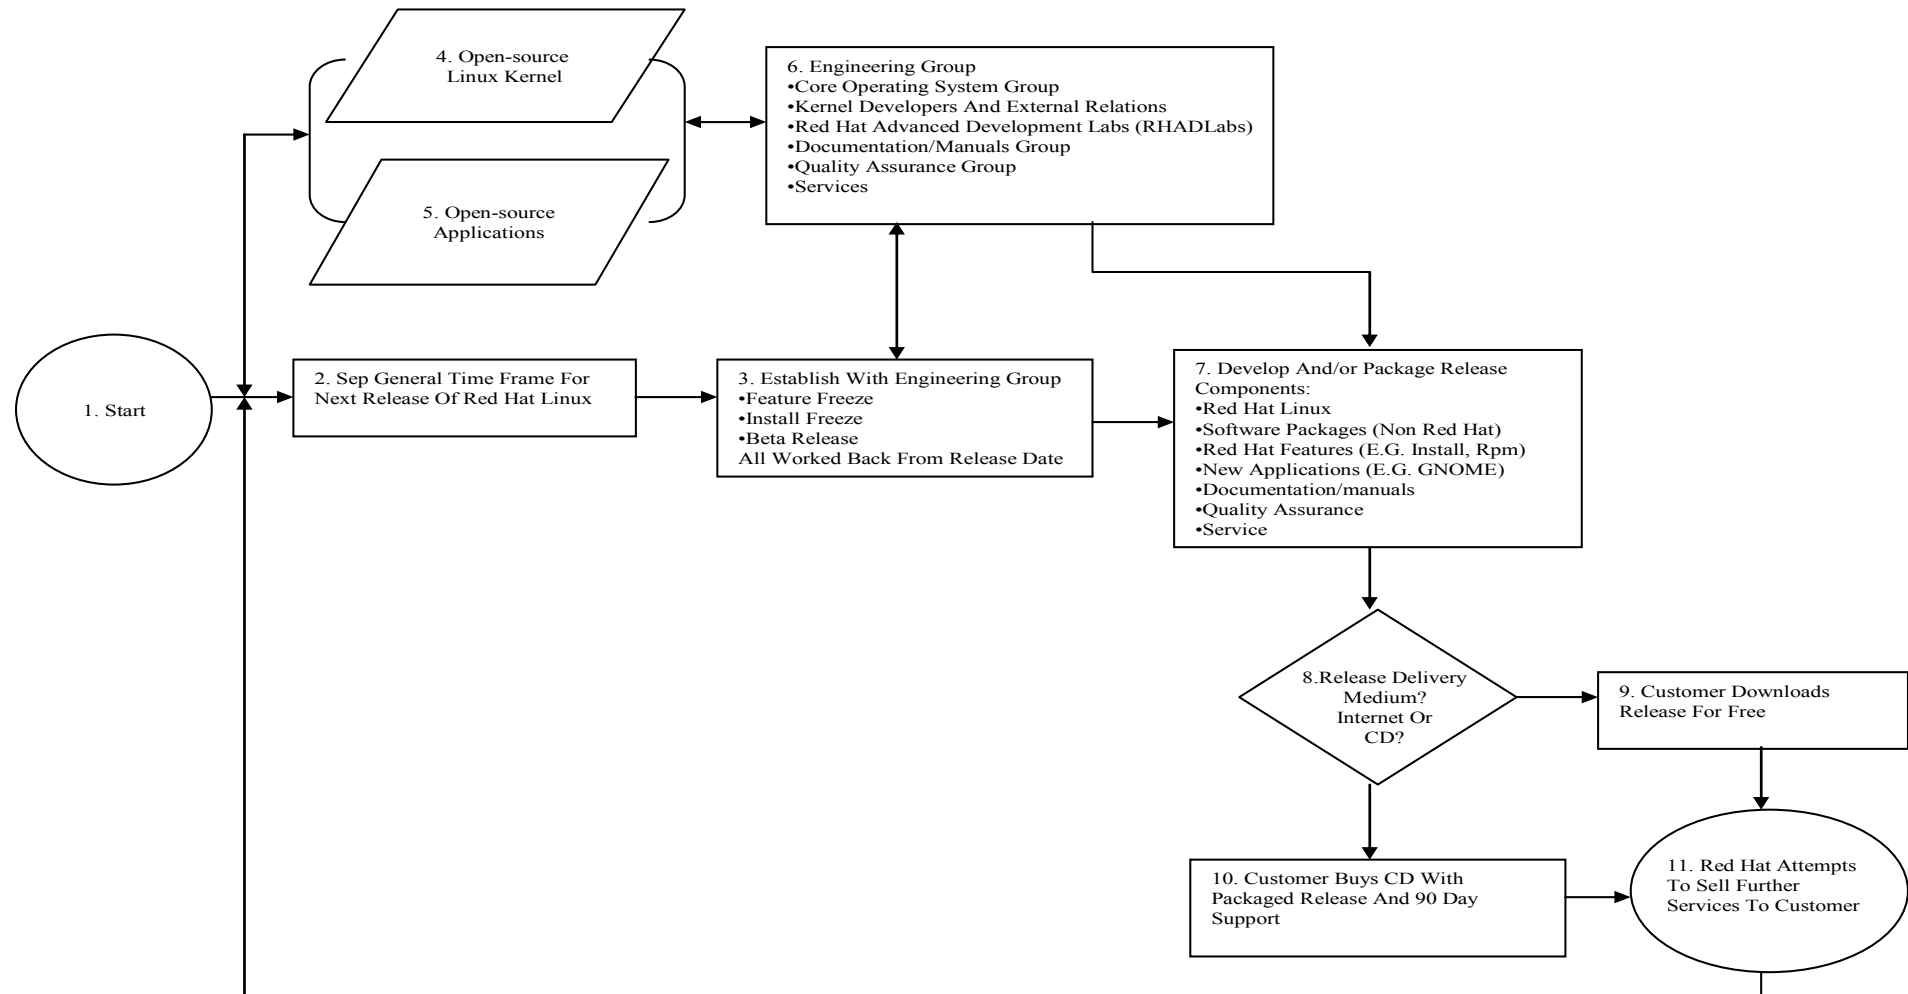 4. Open-source
Linux Kernel
5. Open-source
Applications
6. Engineering Group
•Core Operating System Group
•Kernel Developers And External Relations
•Red Hat Advanced Development Labs (RHADLabs)
•Documentation/Manuals Group
•Quality Assurance Group
•Services
1. Start
2. Sep General Time Frame For
Next Release Of Red Hat Linux
3. Establish With Engineering Group
•Feature Freeze
•Install Freeze
•Beta Release
All Worked Back From Release Date
7. Develop And/or Package Release
Components:
•Red Hat Linux
•Software Packages (Non Red Hat)
•Red Hat Features (E.G. Install, Rpm)
•New Applications (E.G. GNOME)
•Documentation/manuals
•Quality Assurance
•Service
8.Release Delivery
Medium?
Internet Or
CD?
9. Customer Downloads
Release For Free
10. Customer Buys CD With
Packaged Release And 90 Day
Support
11. Red Hat Attempts
To Sell Further
Services To Customer